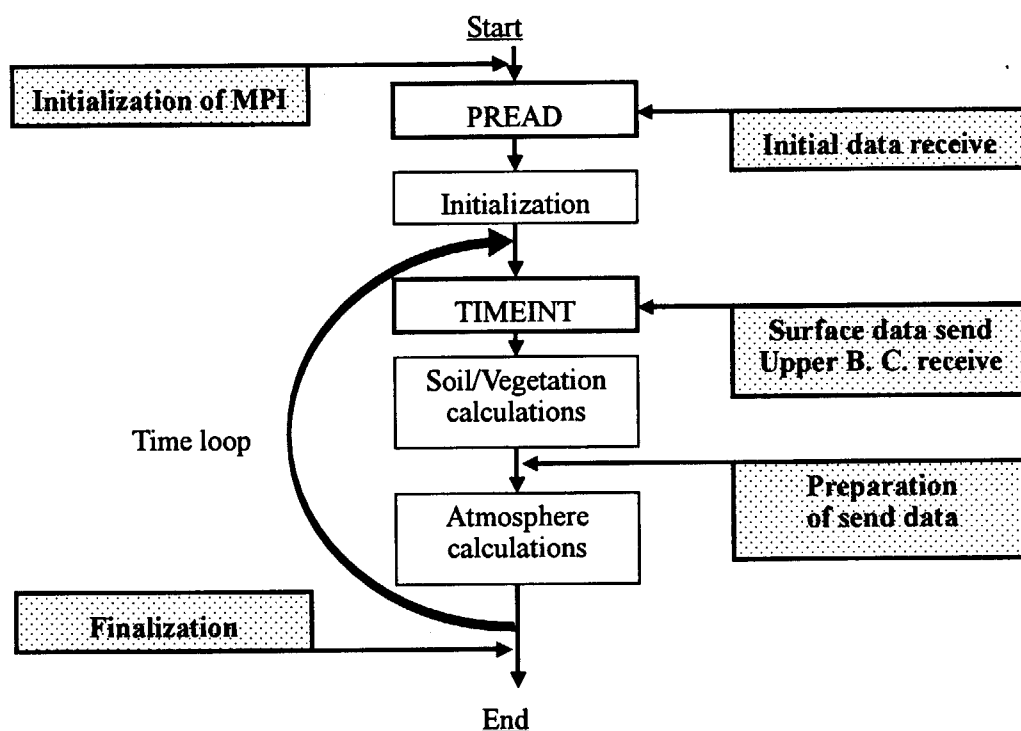 Start
Initialization of MPI
PREAD
Initial data receive
Initialization
TIMEINT
Surface data send
Upper B. C. receive
Soil/Vegetation
calculations
Time loop
Preparation
of send data
Atmosphere
calculations
Finalization
End